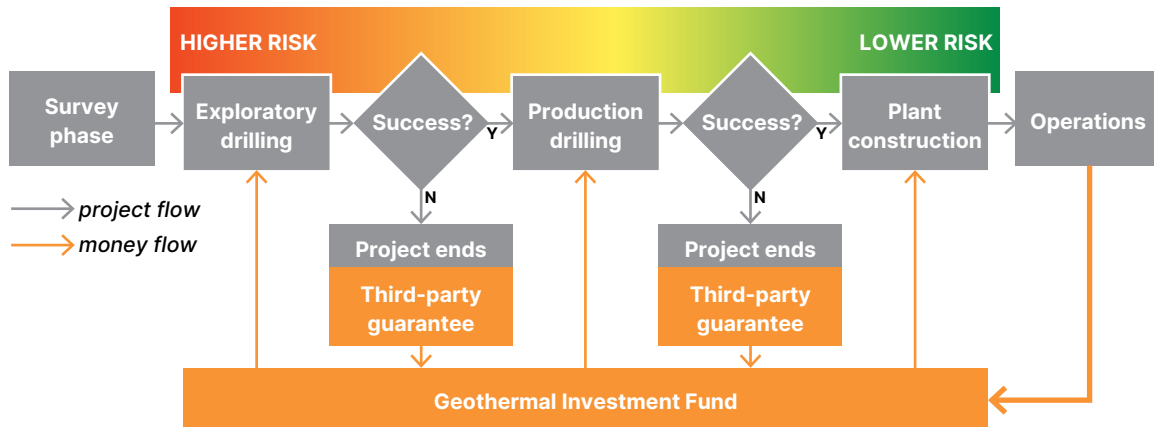 HIGHER RISK
LOWER RISK
Survey
phase
Exploratory
drilling
Success?
Y
N
Production
drilling
Success?
Y
N
Plant
construction
Operations
project flow
money flow
Project ends
Third-party
guarantee
Project ends
Third-party
guarantee
Geothermal Investment Fund